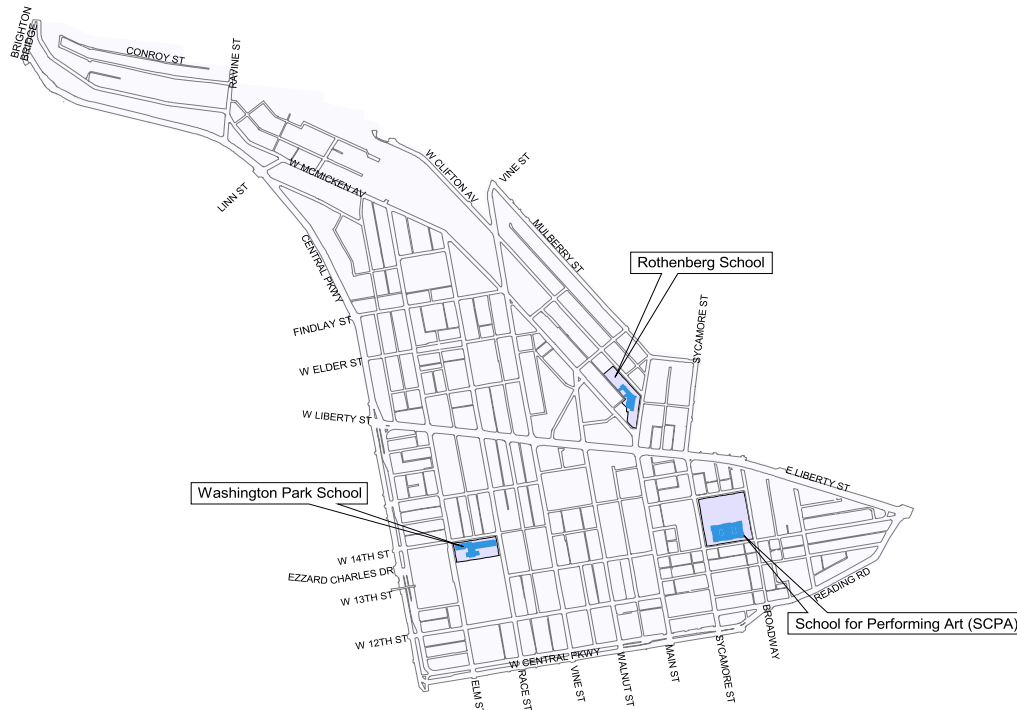 BRIGHTON
BRIDGE
CONROY ST
RAVINE ST
LINN ST
W MCMICKEN AV
W CLIFTON AV
VINE ST
MULBERRY ST
CENTRAL PKWY
Rothenberg School
SYCAMORE ST
FINDLAY ST
W ELDER ST
W LIBERTY ST
E LIBERTY ST
Washington Park School
W 14TH ST
EZZARD CHARLES DR
W 13TH ST
READING RD
School for Performing Art (SCPA)
W 12TH ST
W CENTRAL PKWY
ELM S
RACE ST
VINE ST
WALNUT ST
MAIN ST
SYCAMORE ST
BROADWAY